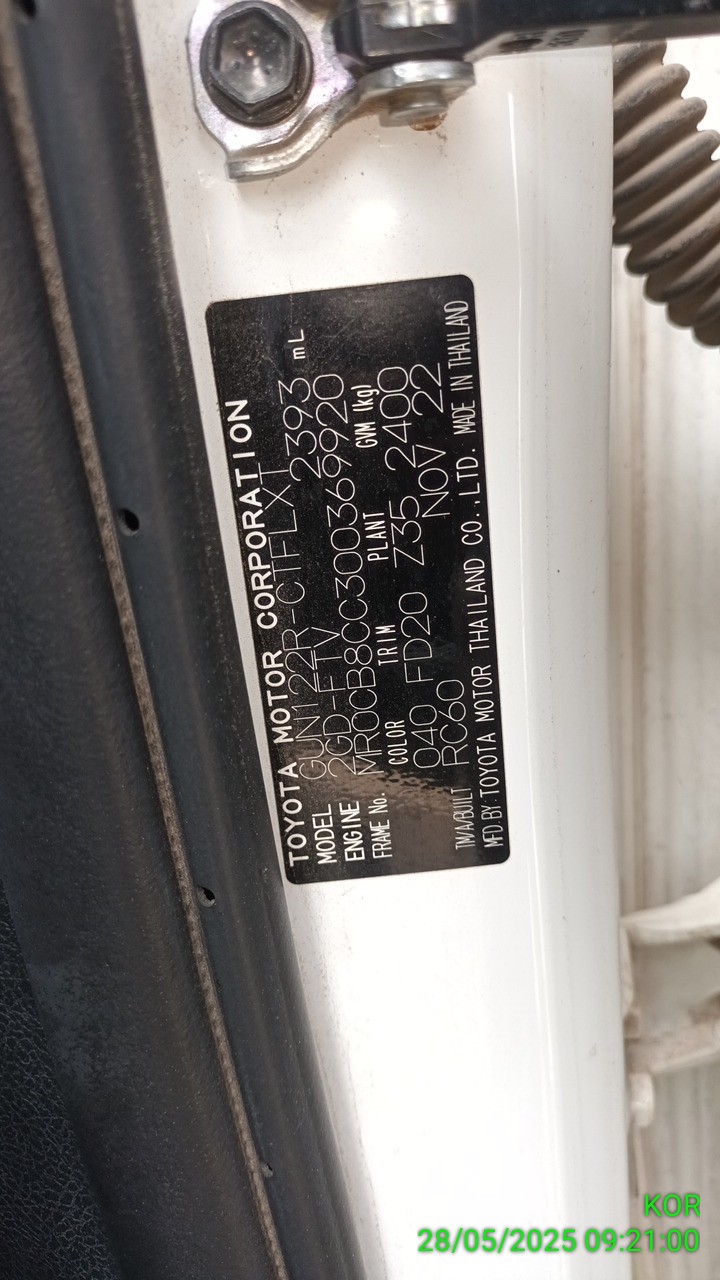 TOYOTA MOTOR CORPORATION
MODEL GUN122R-CTFLXT
ENGINE 2GD-FTV 2393 mL
FRAME No. MR0CB8CC300369920
COLOR TRIM PLANT GVM (kg)
040 FD20 Z35 2400
TM/A/BUILT RC60 NOV 22
MFD. BY: TOYOTA MOTOR THAILAND CO.,LTD. MADE IN THAILAND
KOR
28/05/2025 09:21:00